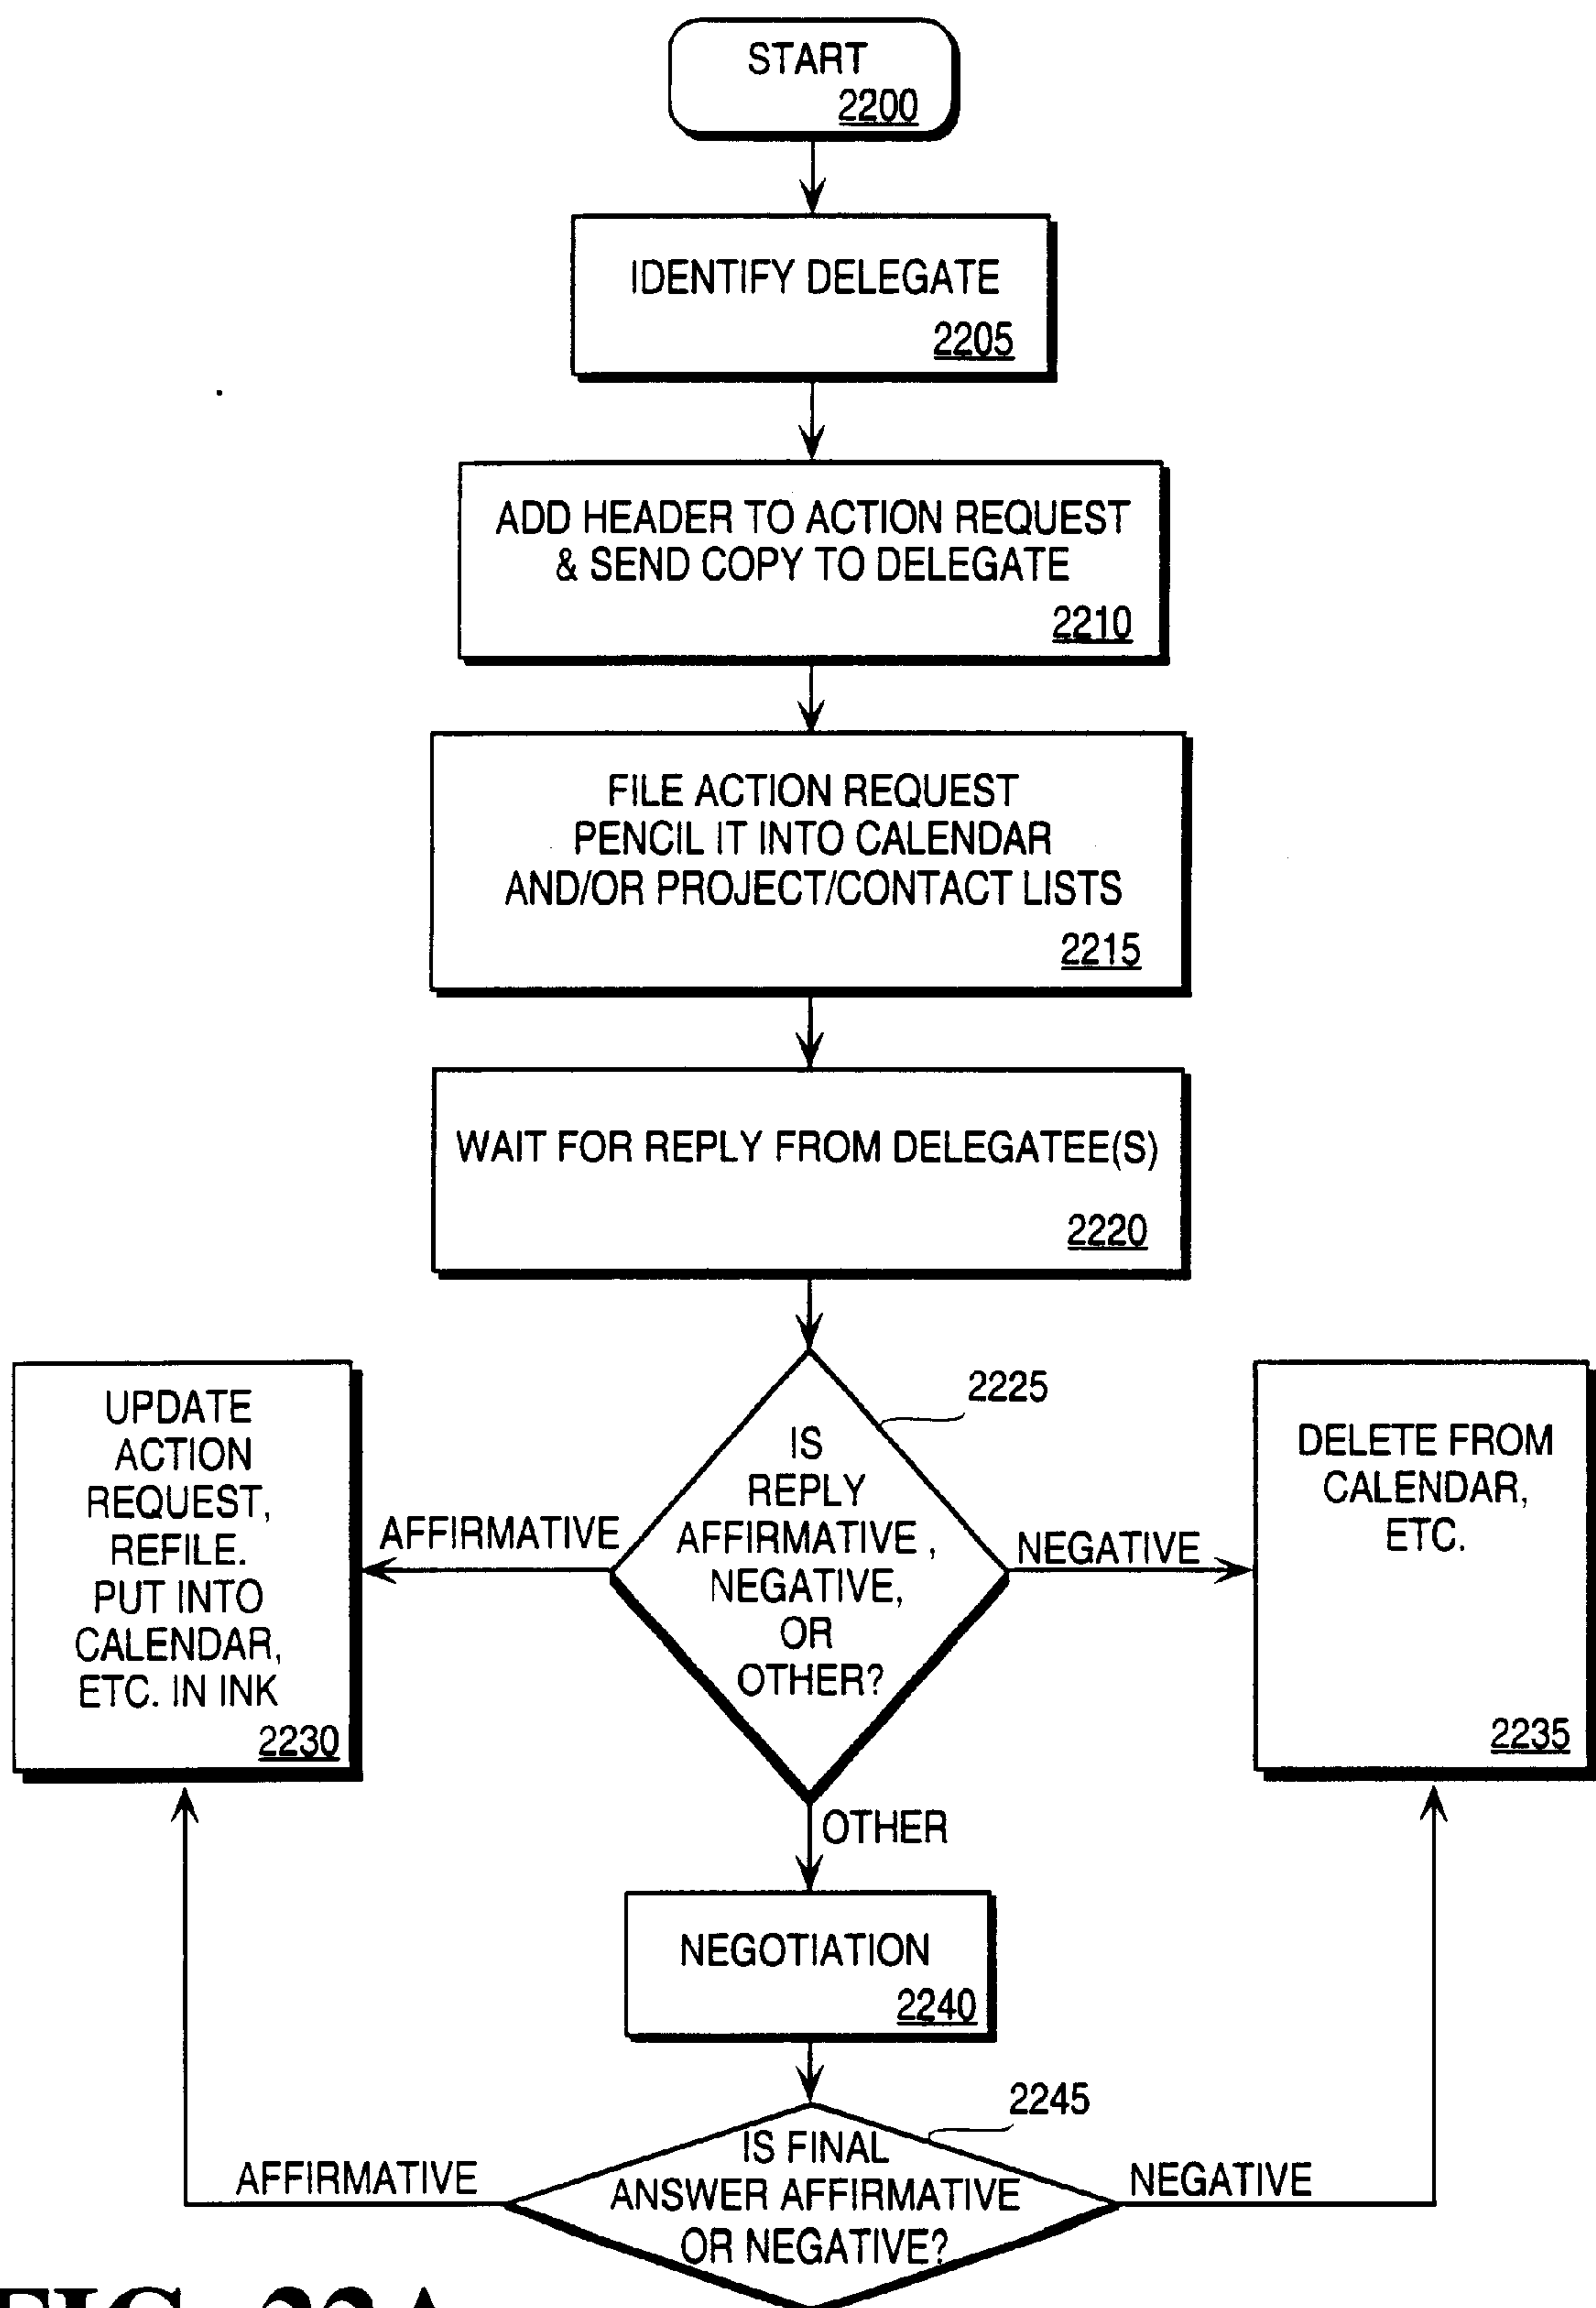 START
2200
IDENTIFY DELEGATE
2205
ADD HEADER TO ACTION REQUEST
& SEND COPY TO DELEGATE
2210
FILE ACTION REQUEST
PENCIL IT INTO CALENDAR
AND/OR PROJECT/CONTACT LISTS
2215
WAIT FOR REPLY FROM DELEGATEE(S)
2220
UPDATE
ACTION
REQUEST,
REFILE.
PUT INTO
CALENDAR,
ETC. IN INK
2230
AFFIRMATIVE
2225
IS
REPLY
AFFIRMATIVE ,
NEGATIVE,
OR
OTHER?
NEGATIVE
DELETE FROM
CALENDAR,
ETC.
2235
OTHER
NEGOTIATION
2240
2245
AFFIRMATIVE
IS FINAL
ANSWER AFFIRMATIVE
OR NEGATIVE?
NEGATIVE
FIG. 22A